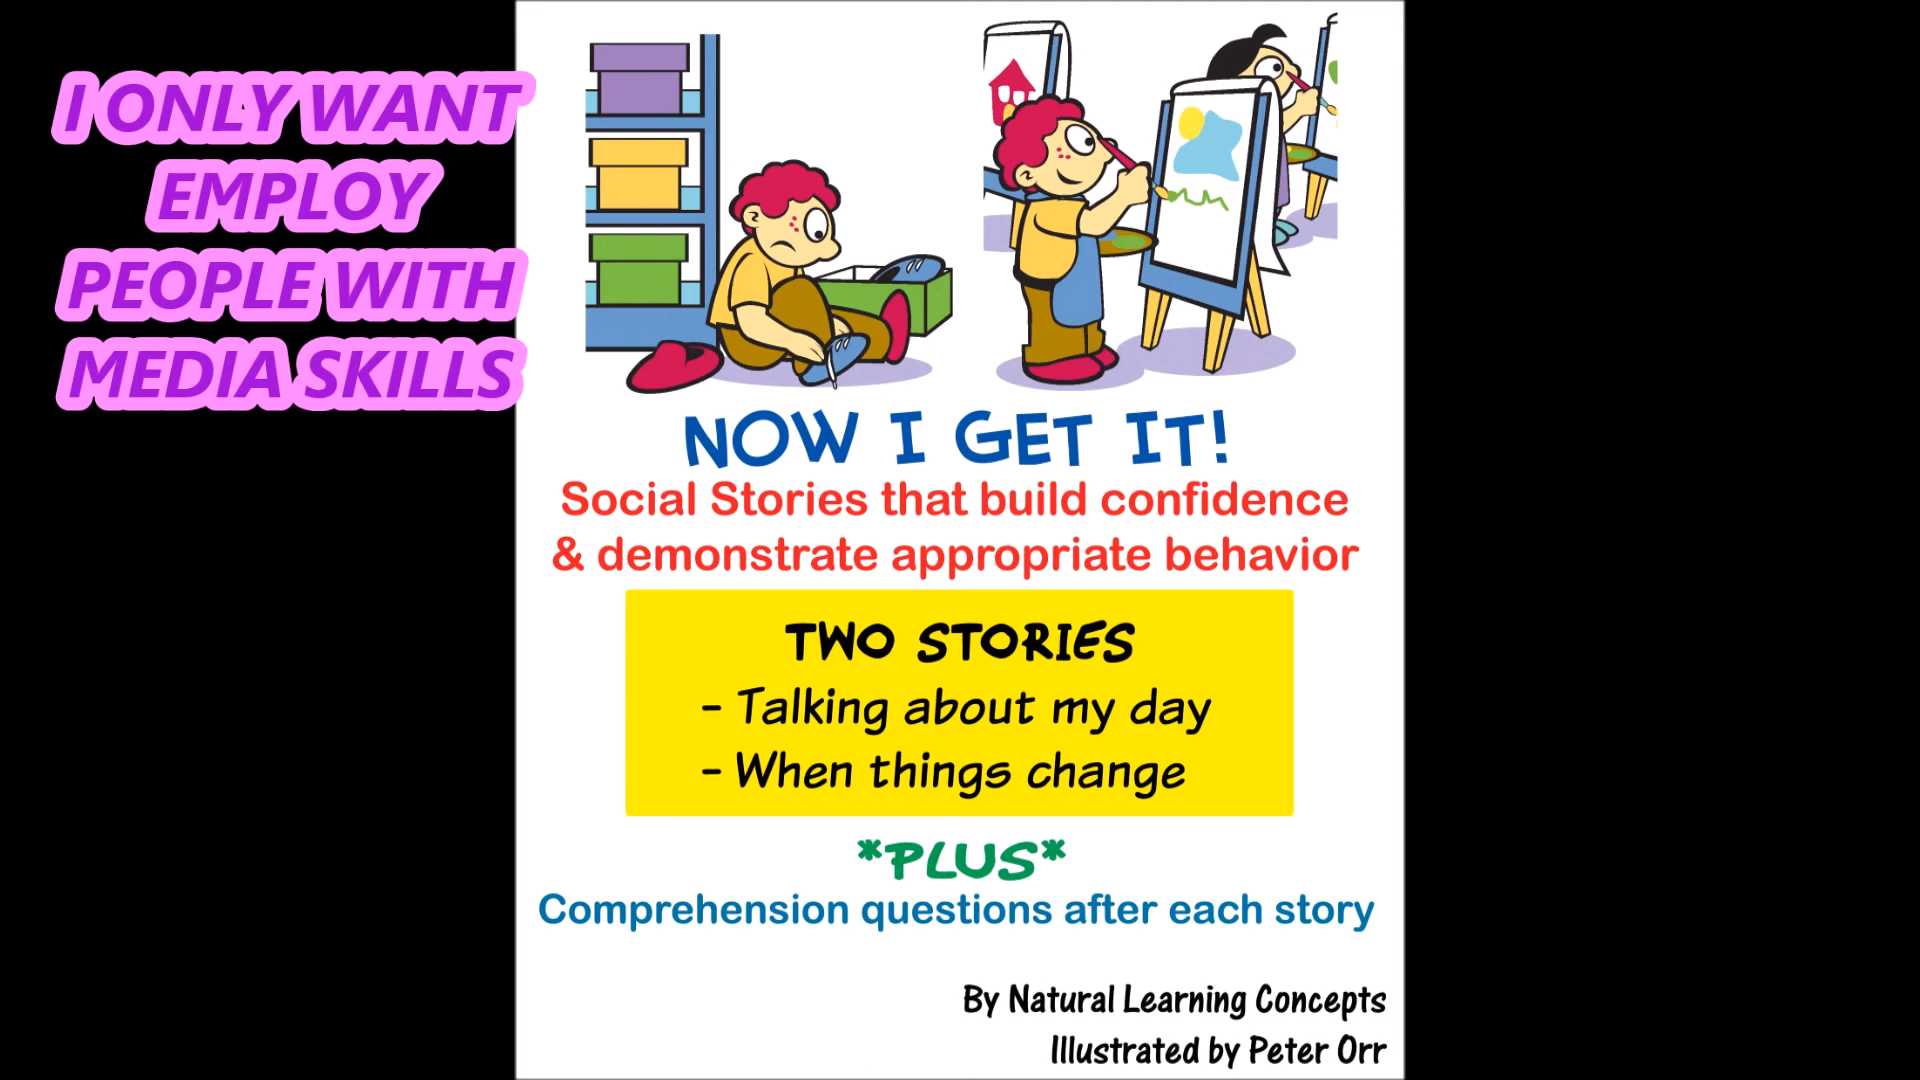 I ONLY WANT
EMPLOY
PEOPLE WITH
MEDIA SKILLS
NOW I GET IT!
Social Stories that build confidence
& demonstrate appropriate behavior
TWO STORIES
- Talking about my day
- When things change
*PLUS*
Comprehension questions after each story
By Natural Learning Concepts
Illustrated by Peter Orr